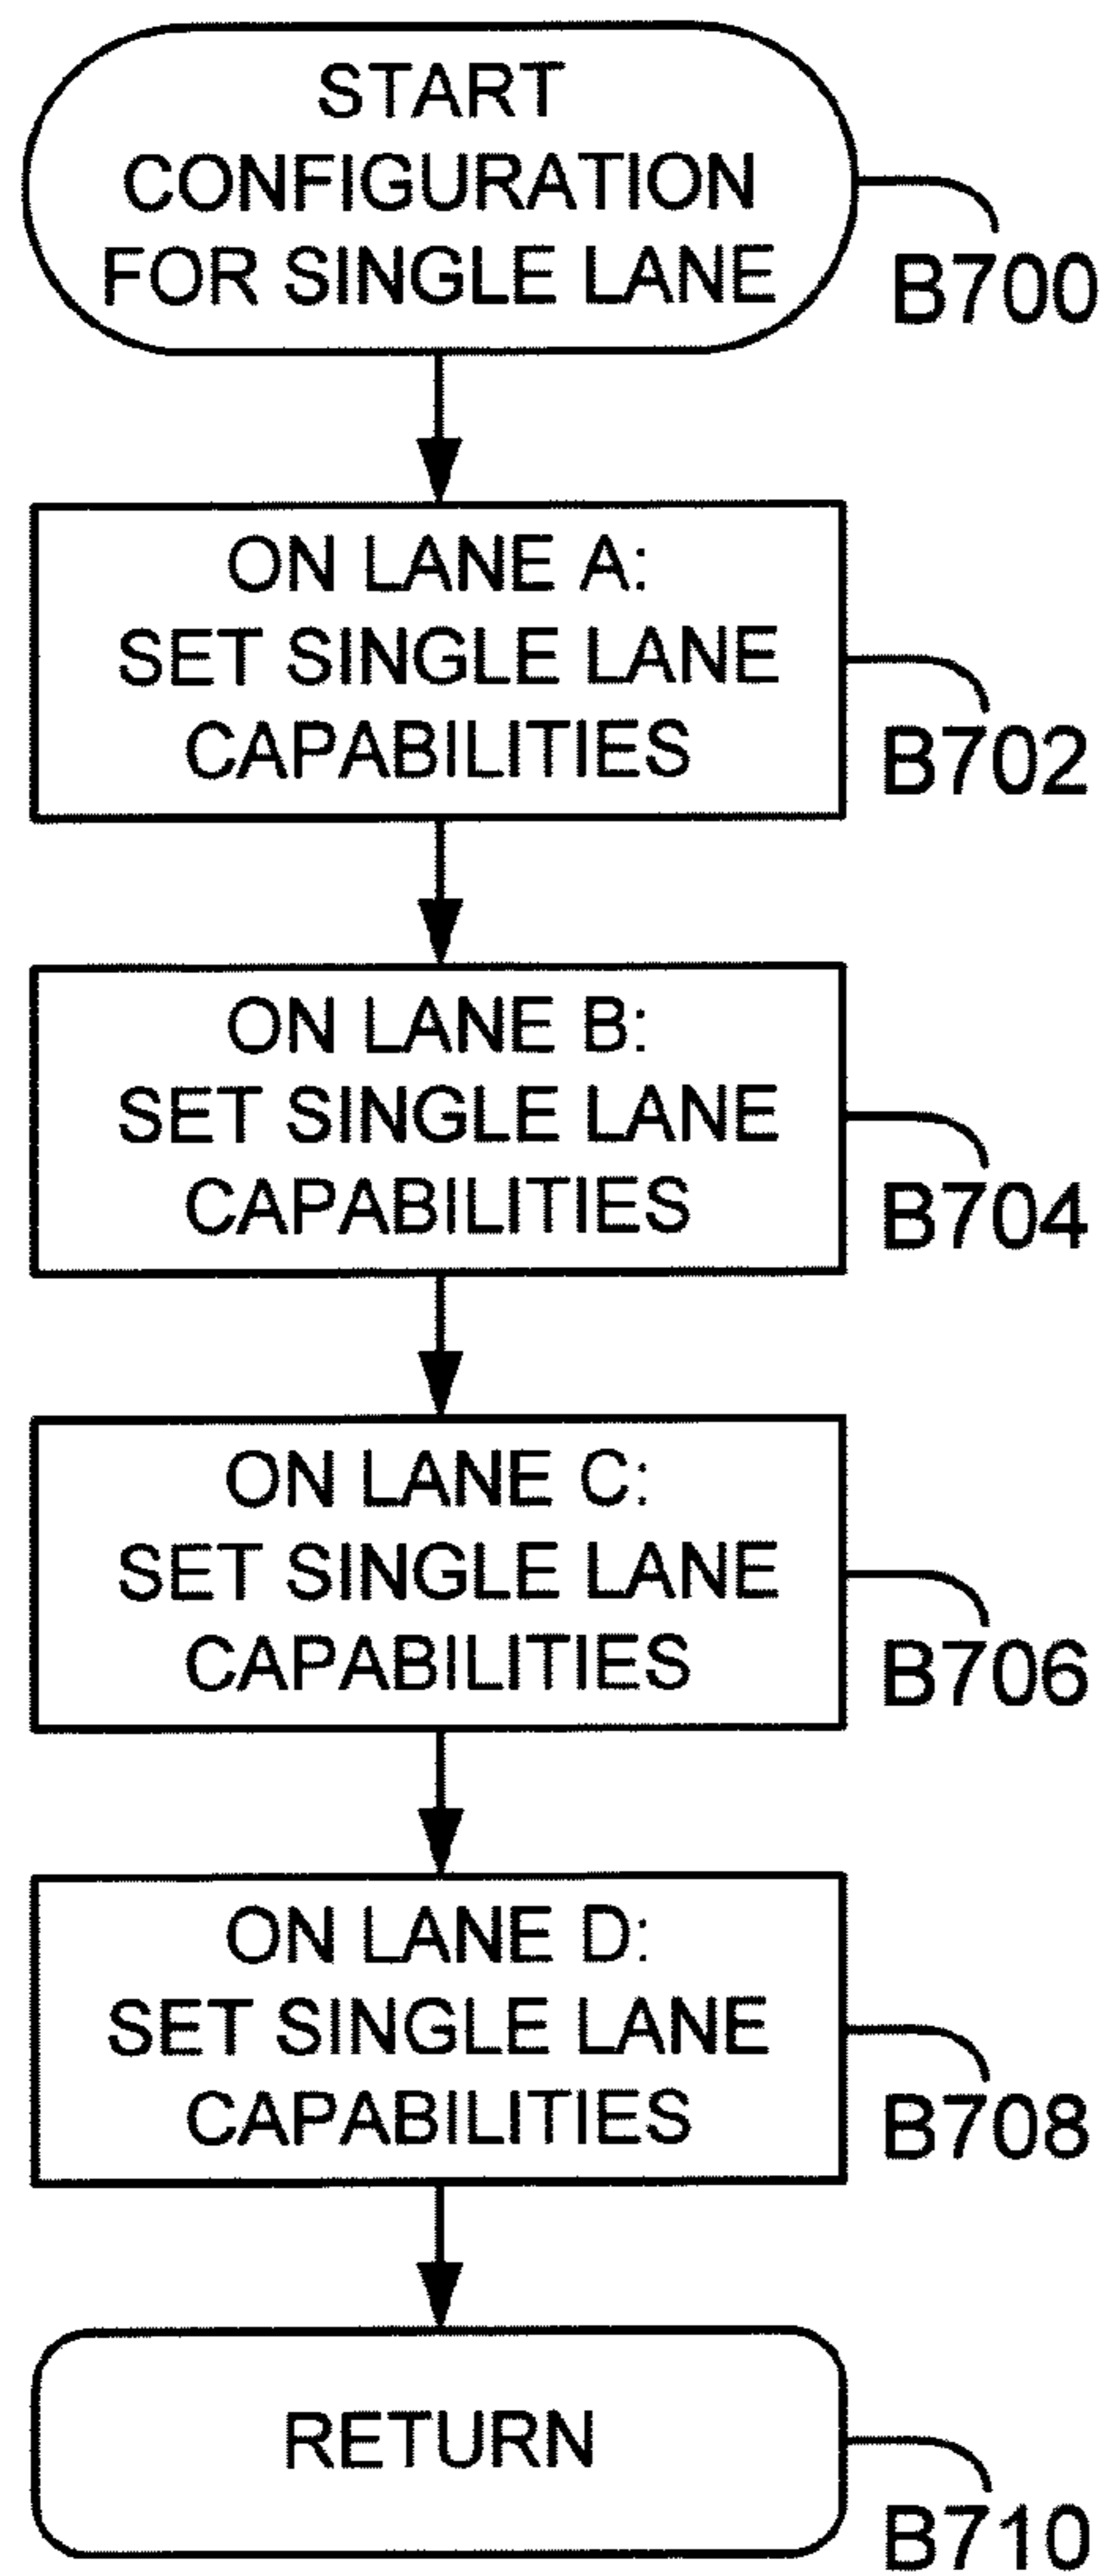 START
CONFIGURATION
FOR SINGLE LANE
B700
ON LANE A:
SET SINGLE LANE
CAPABILITIES
B702
ON LANE B:
SET SINGLE LANE
CAPABILITIES
B704
ON LANE C:
SET SINGLE LANE
CAPABILITIES
B706
ON LANE D:
SET SINGLE LANE
CAPABILITIES
B708
RETURN
B710